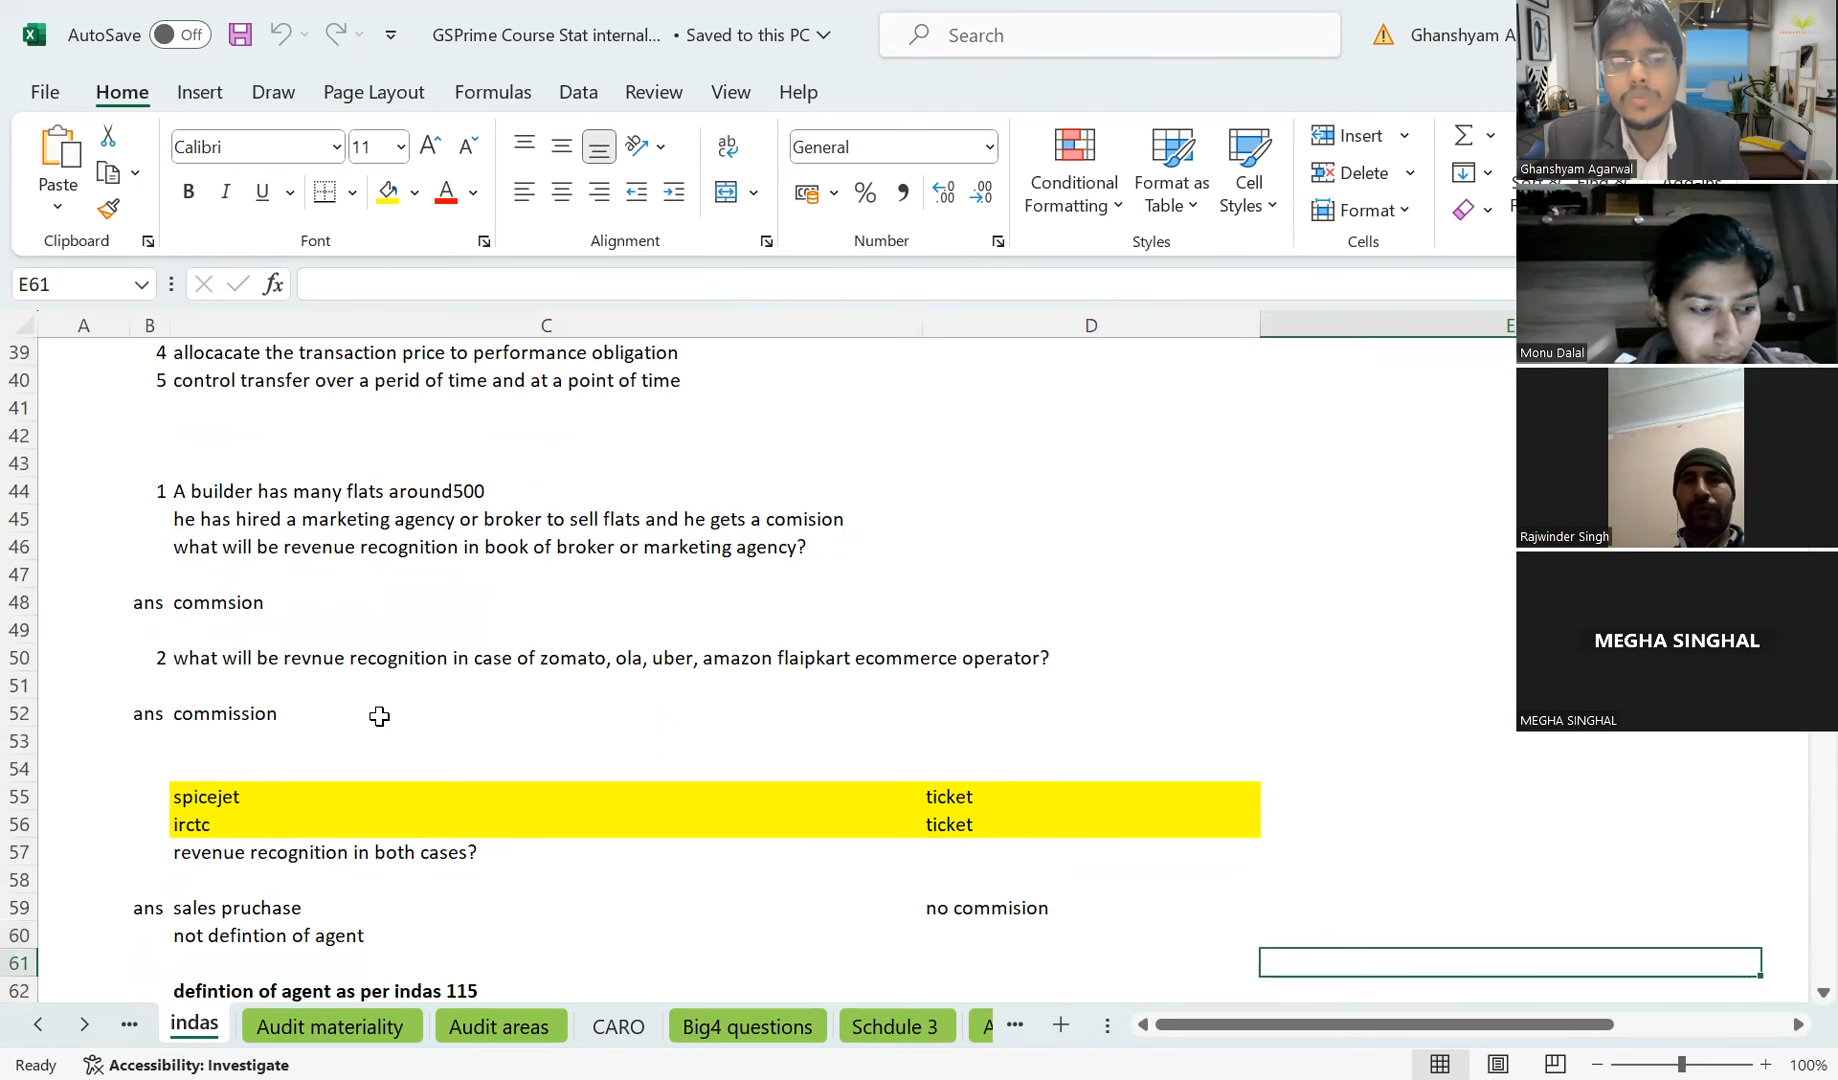 AutoSave Off GSPrime Course Stat internal... • Saved to this PC Search Ghanshyam A
File Home Insert Draw Page Layout Formulas Data Review View Help
Paste Calibri 11 B I U ab General % Conditional Formatting Format as Table Cell Styles Insert Delete Format
Clipboard Font Alignment Number Styles Cells
E61 fx
A B C D E
39 4 allocacate the transaction price to performance obligation
40 5 control transfer over a perid of time and at a point of time
41
42
43
44 1 A builder has many flats around500
45 he has hired a marketing agency or broker to sell flats and he gets a comision
46 what will be revenue recognition in book of broker or marketing agency?
47
48 ans commsion
49
50 2 what will be revnue recognition in case of zomato, ola, uber, amazon flaipkart ecommerce operator?
51
52 ans commission
53
54
55 spicejet ticket
56 irctc ticket
57 revenue recognition in both cases?
58
59 ans sales pruchase no commision
60 not defintion of agent
61
62 defintion of agent as per indas 115
indas Audit materiality Audit areas CARO Big4 questions Schdule 3 A
Ready Accessibility: Investigate 100%
Ghanshyam Agarwal
Monu Dalal
Rajwinder Singh
MEGHA SINGHAL
MEGHA SINGHAL